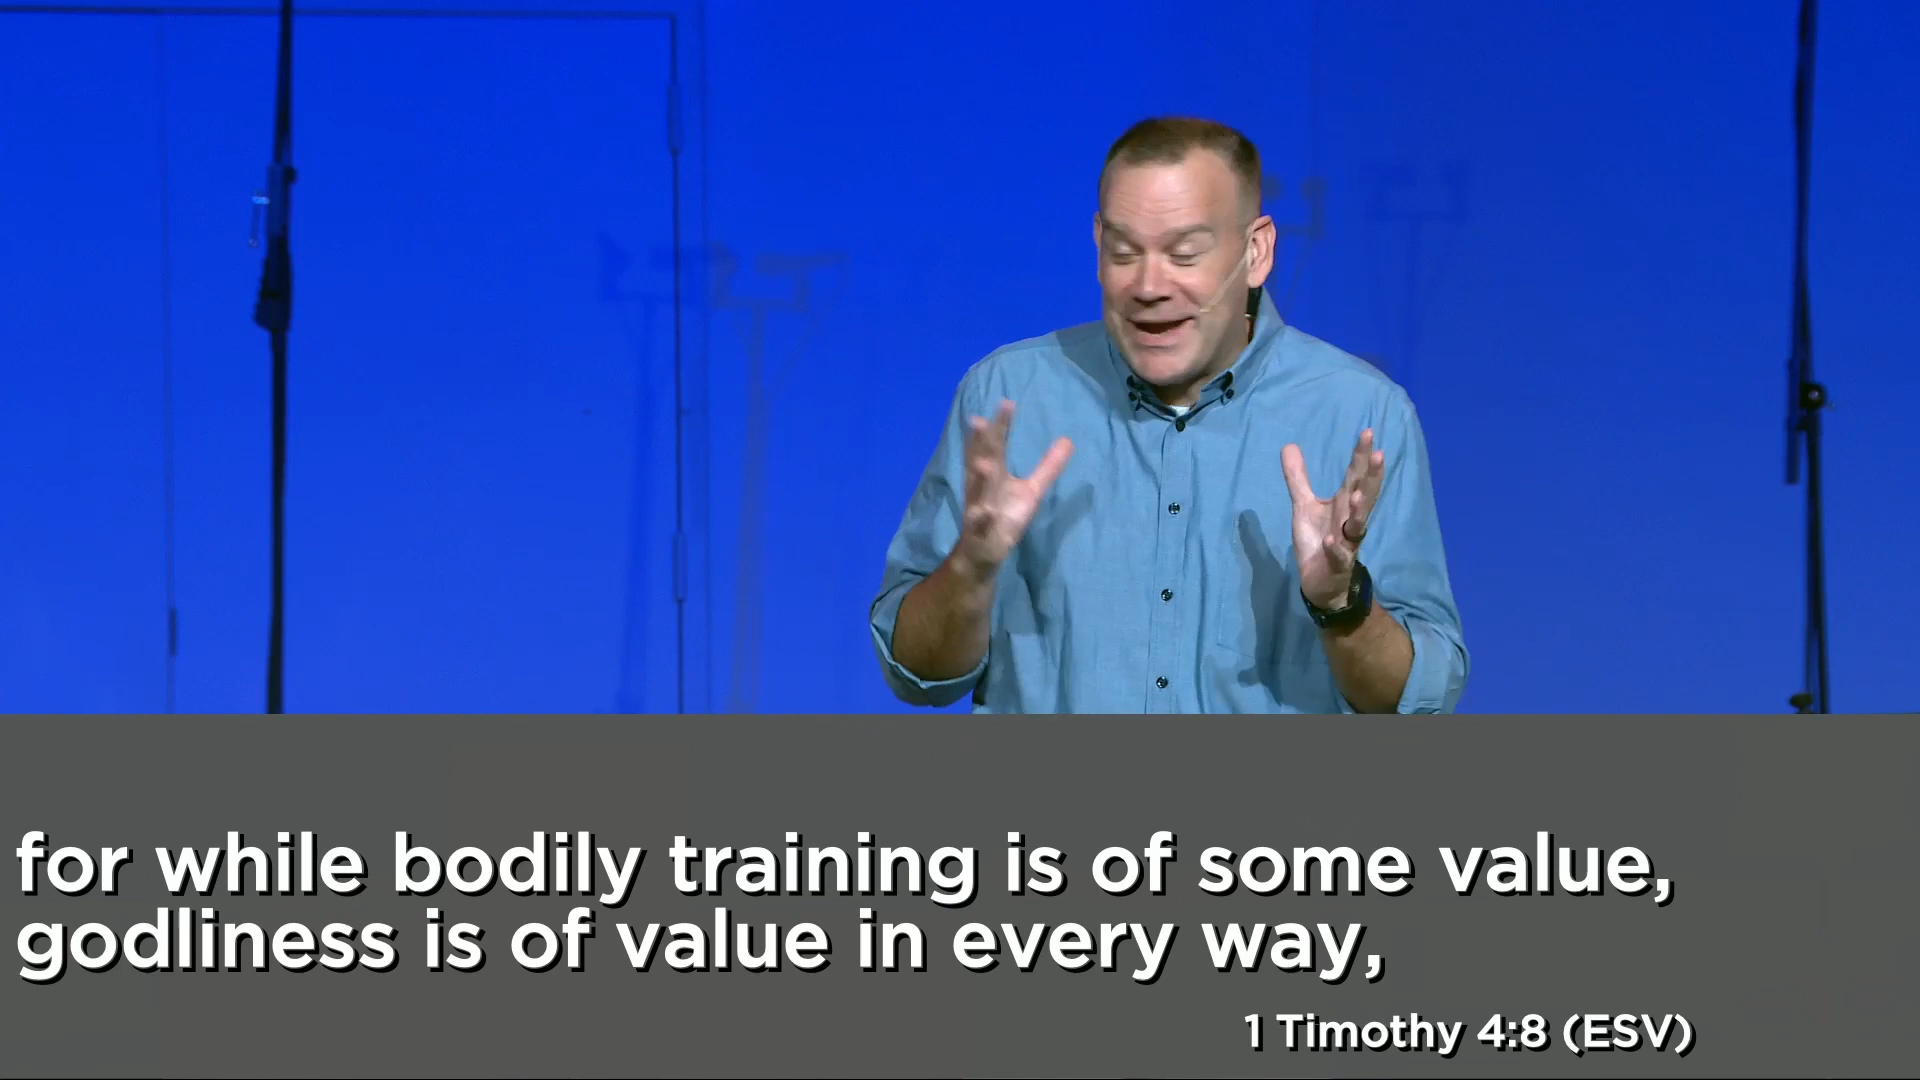 for while bodily training is of some value,
godliness is of value in every way,
1 Timothy 4:8 (ESV)